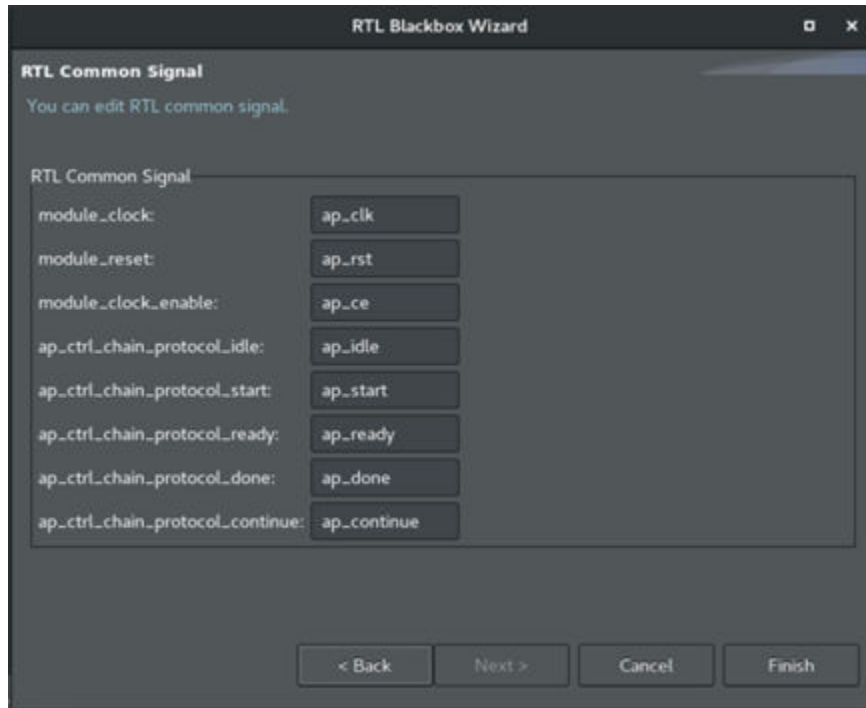 RTL Blackbox Wizard
RTL Common Signal
You can edit RTL common signal.
RTL Common Signal
module_clock: ap_clk
module_reset: ap_rst
module_clock_enable: ap_ce
ap_ctrl_chain_protocol_idle: ap_idle
ap_ctrl_chain_protocol_start: ap_start
ap_ctrl_chain_protocol_ready: ap_ready
ap_ctrl_chain_protocol_done: ap_done
ap_ctrl_chain_protocol_continue: ap_continue
< Back Next > Cancel Finish